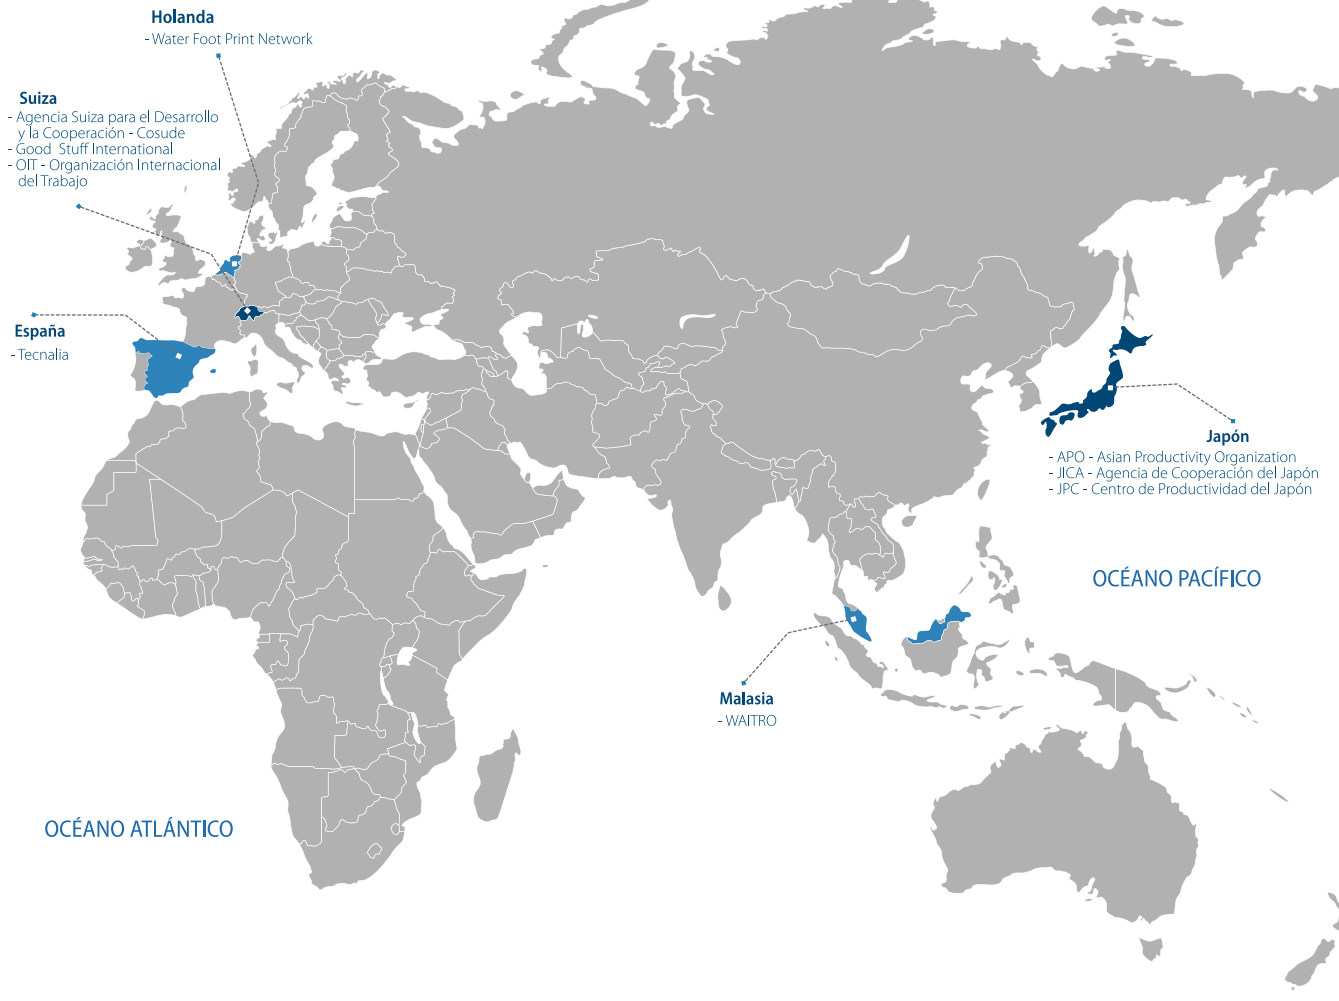 Holanda
- Water Foot Print Network
Suiza
- Agencia Suiza para el Desarrollo
y la Cooperación - Cosude
- Good Stuff International
- OIT - Organización Internacional
del Trabajo
España
- Tecnalia
Japón
- APO - Asian Productivity Organization
- JICA - Agencia de Cooperación del Japón
- JPC - Centro de Productividad del Japón
OCÉANO PACÍFICO
Malasia
- WAITRO
OCÉANO ATLÁNTICO